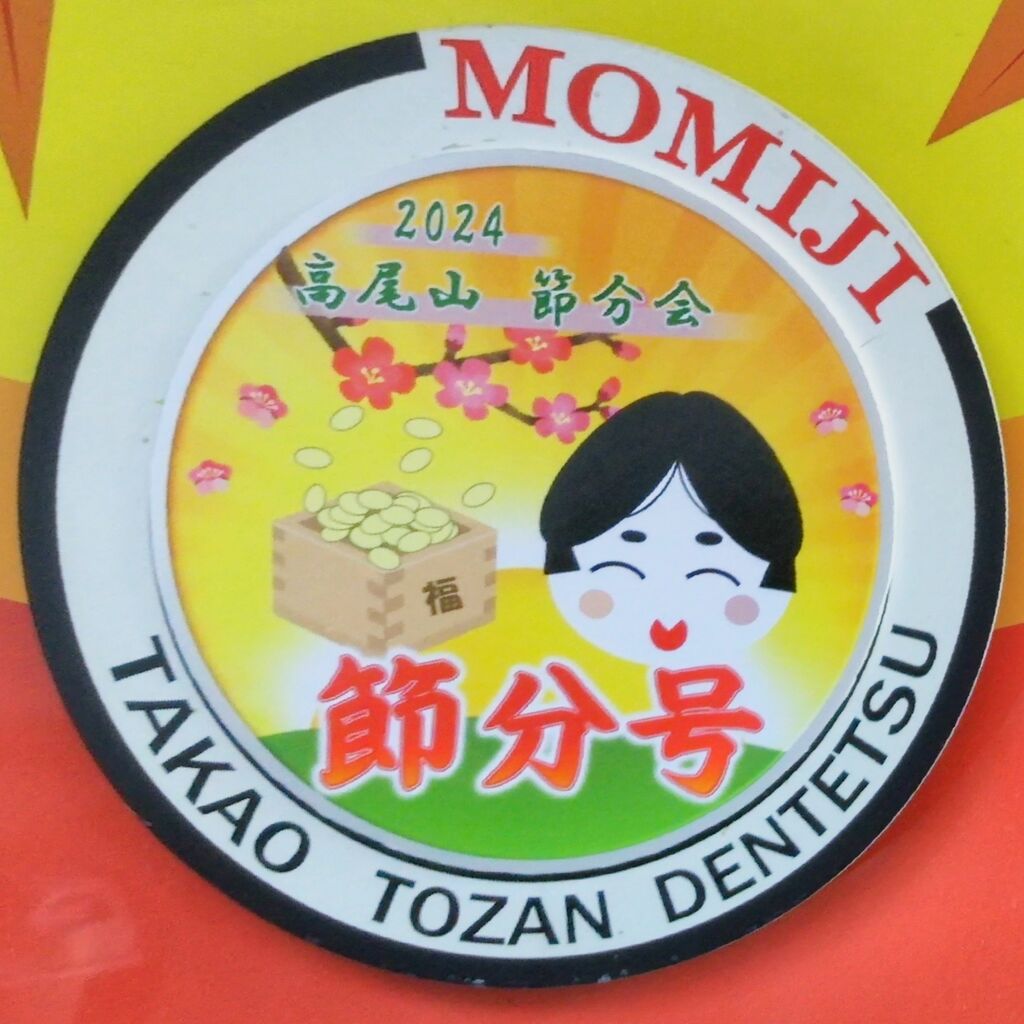 MOMIJI
2024
高尾山 節分会
福
節分号
TAKAO TOZAN DENTETSU